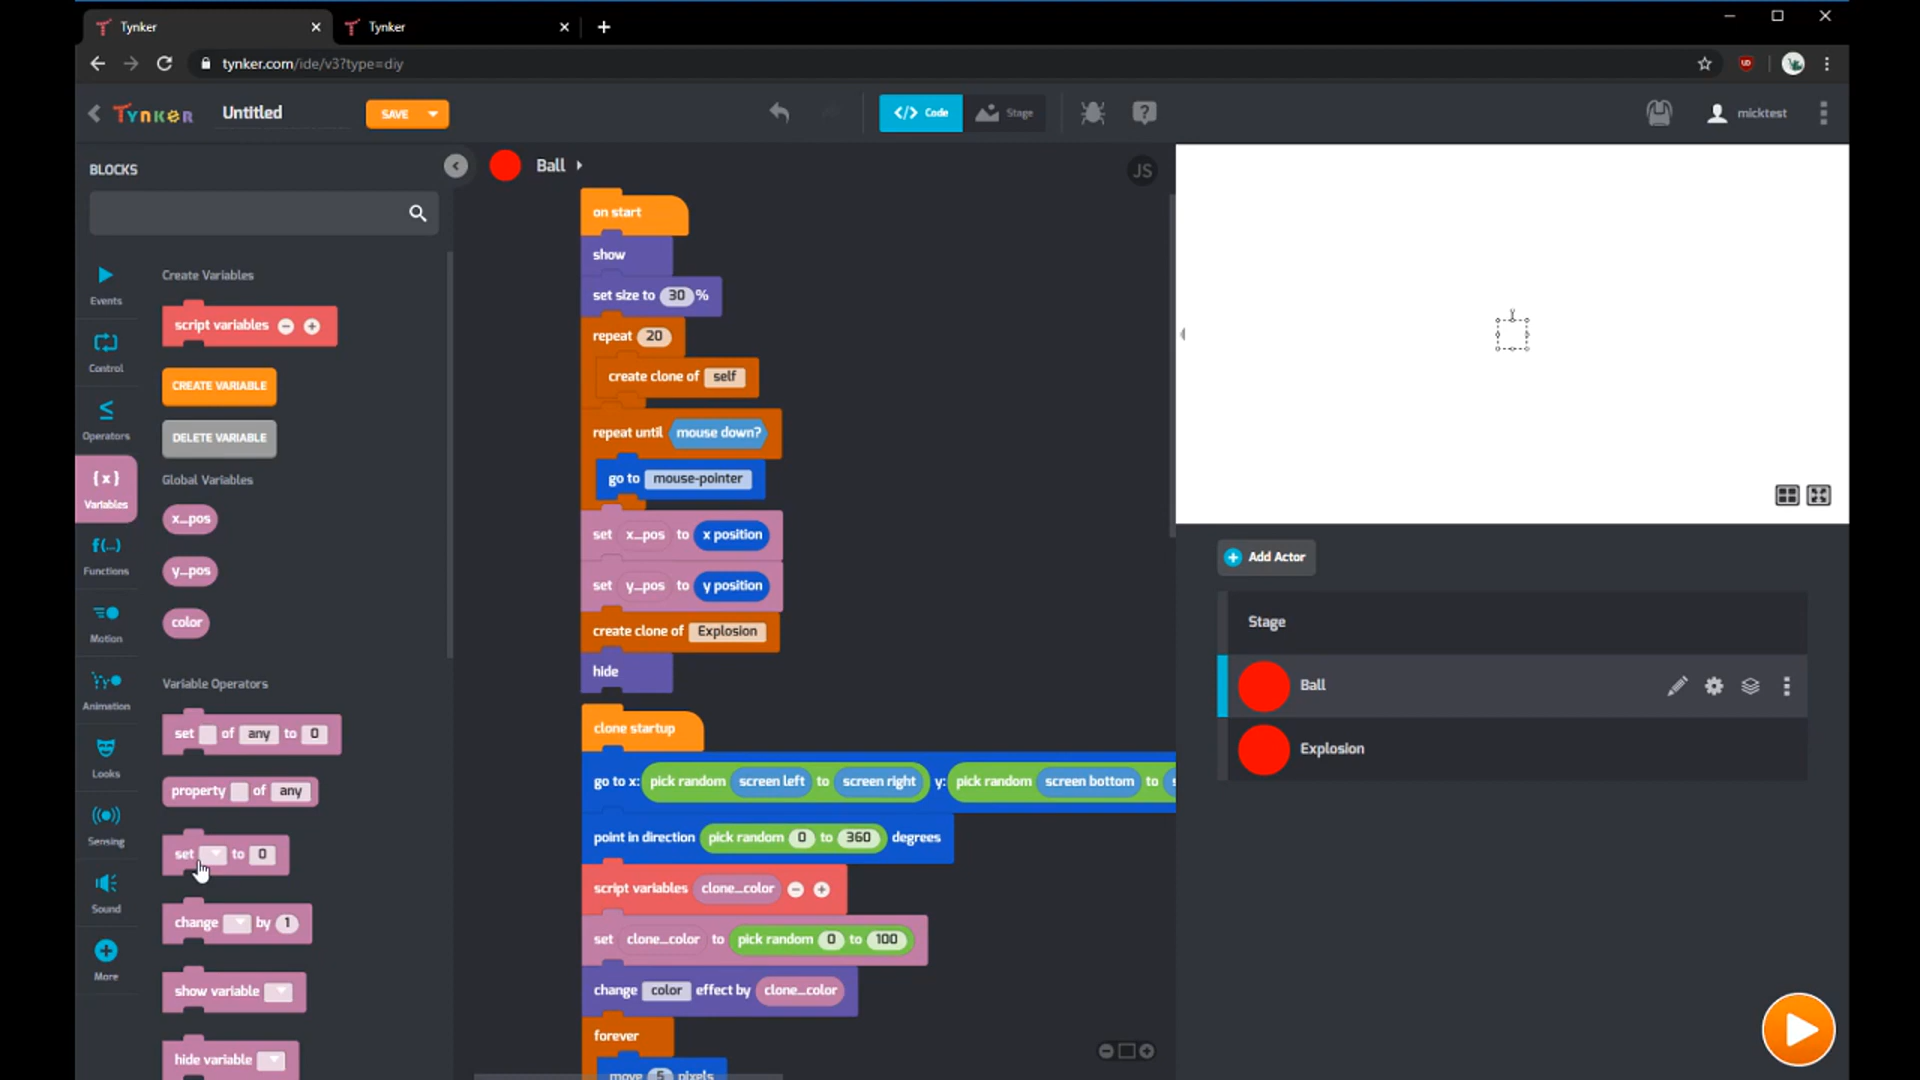 Tynker
Tynker
tynker.com/ide/v3?type=diy
TYNKER
Untitled
SAVE
</> Code
Stage
micktest
BLOCKS
Ball
JS
Events
Control
Operators
{x}
Variables
f(...)
Functions
Motion
Animation
Looks
Sensing
Sound
More
Create Variables
script variables
CREATE VARIABLE
DELETE VARIABLE
Global Variables
x_pos
y_pos
color
Variable Operators
set of any to 0
property of any
set to 0
change by 1
show variable
hide variable
on start
show
set size to 30 %
repeat 20
create clone of self
repeat until mouse down?
go to mouse-pointer
set x_pos to x position
set y_pos to y position
create clone of Explosion
hide
clone startup
go to x: pick random screen left to screen right y: pick random screen bottom to
point in direction pick random 0 to 360 degrees
script variables clone_color
set clone_color to pick random 0 to 100
change color effect by clone_color
forever
move 5 pixels
Add Actor
Stage
Ball
Explosion